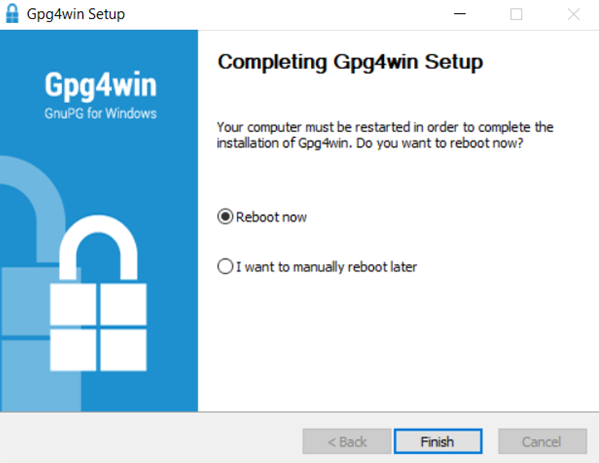 Gpg4win Setup
Gpg4win
GnuPG for Windows
Completing Gpg4win Setup
Your computer must be restarted in order to complete the
installation of Gpg4win. Do you want to reboot now?
Reboot now
I want to manually reboot later
< Back
Finish
Cancel